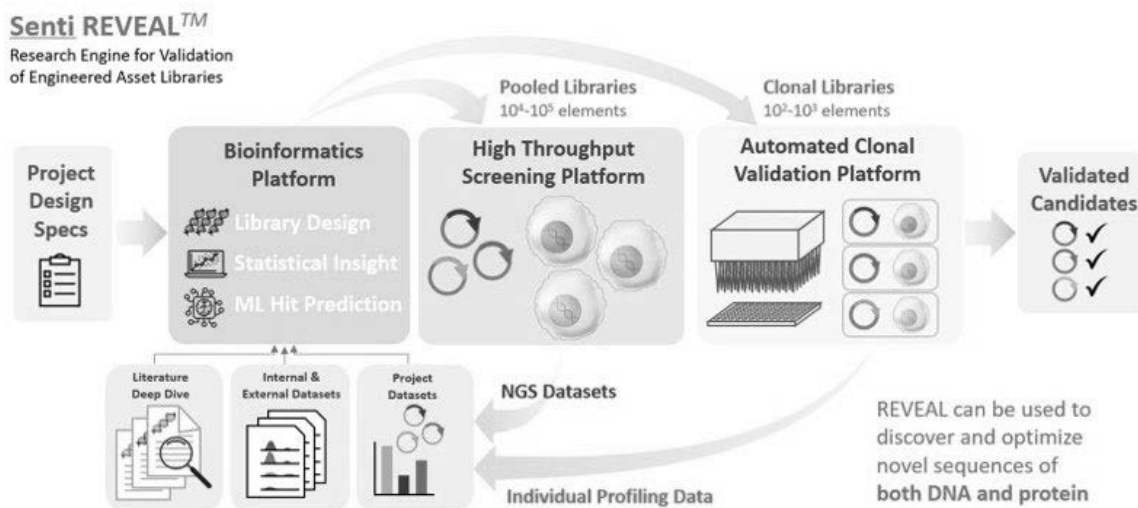 Senti REVEAL™
Research Engine for Validation
of Engineered Asset Libraries
Pooled Libraries
10⁴-10⁵ elements
Clonal Libraries
10²-10³ elements
Project
Design
Specs
Bioinformatics
Platform
Library Design
Statistical Insight
ML Hit Prediction
High Throughput
Screening Platform
Automated Clonal
Validation Platform
Validated
Candidates
Literature
Deep Dive
Internal &
External Datasets
Project
Datasets
NGS Datasets
Individual Profiling Data
REVEAL can be used to
discover and optimize
novel sequences of
both DNA and protein